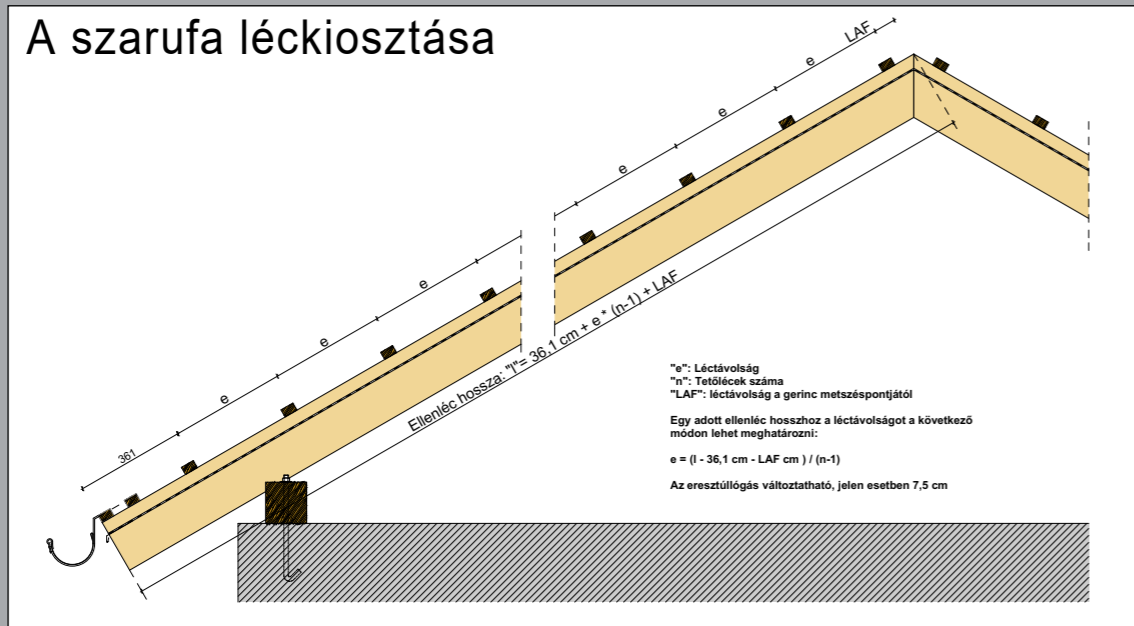 A szarufa léckiosztása
LAF
e
e
e
e
e
e
361
Ellenléc hossza: "l"= 36,1 cm + e * (n-1) + LAF
"e": Léctávolság
"n": Tetőlécek száma
"LAF": léctávolság a gerinc metszéspontjától
Egy adott ellenléc hosszhoz a léctávolságot a következő
módon lehet meghatározni:
e = (l - 36,1 cm - LAF cm ) / (n-1)
Az eresztúllógás változtatható, jelen esetben 7,5 cm